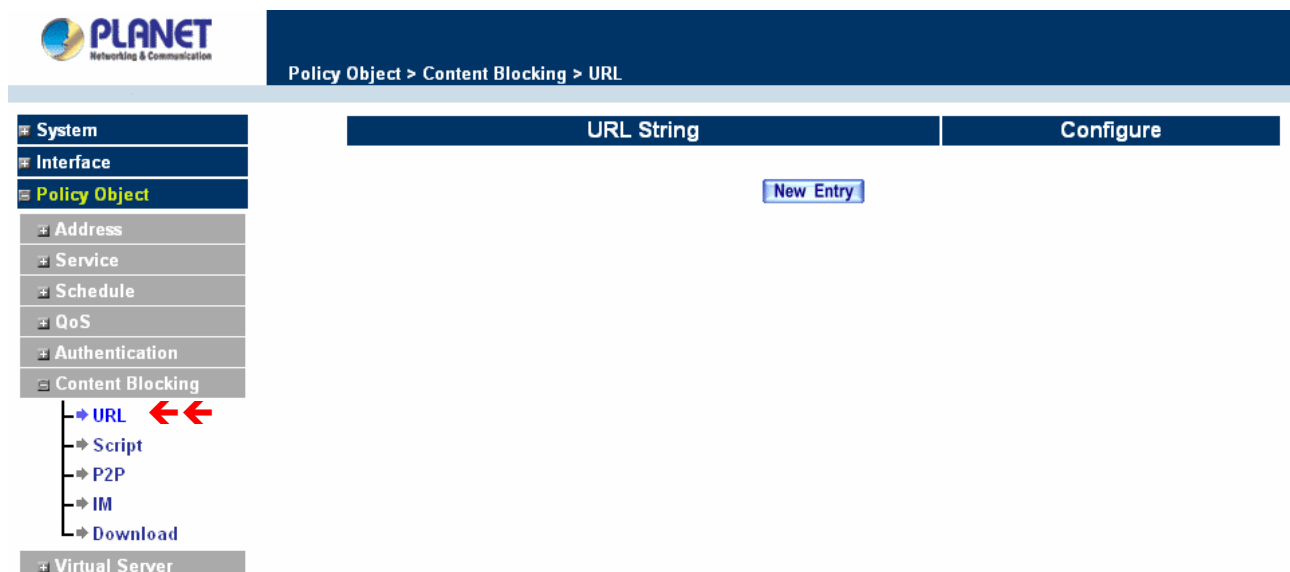 PLANET
Networking & Communication
Policy Object > Content Blocking > URL
System
Interface
Policy Object
Address
Service
Schedule
QoS
Authentication
Content Blocking
URL
Script
P2P
IM
Download
Virtual Server
URL String
Configure
New Entry